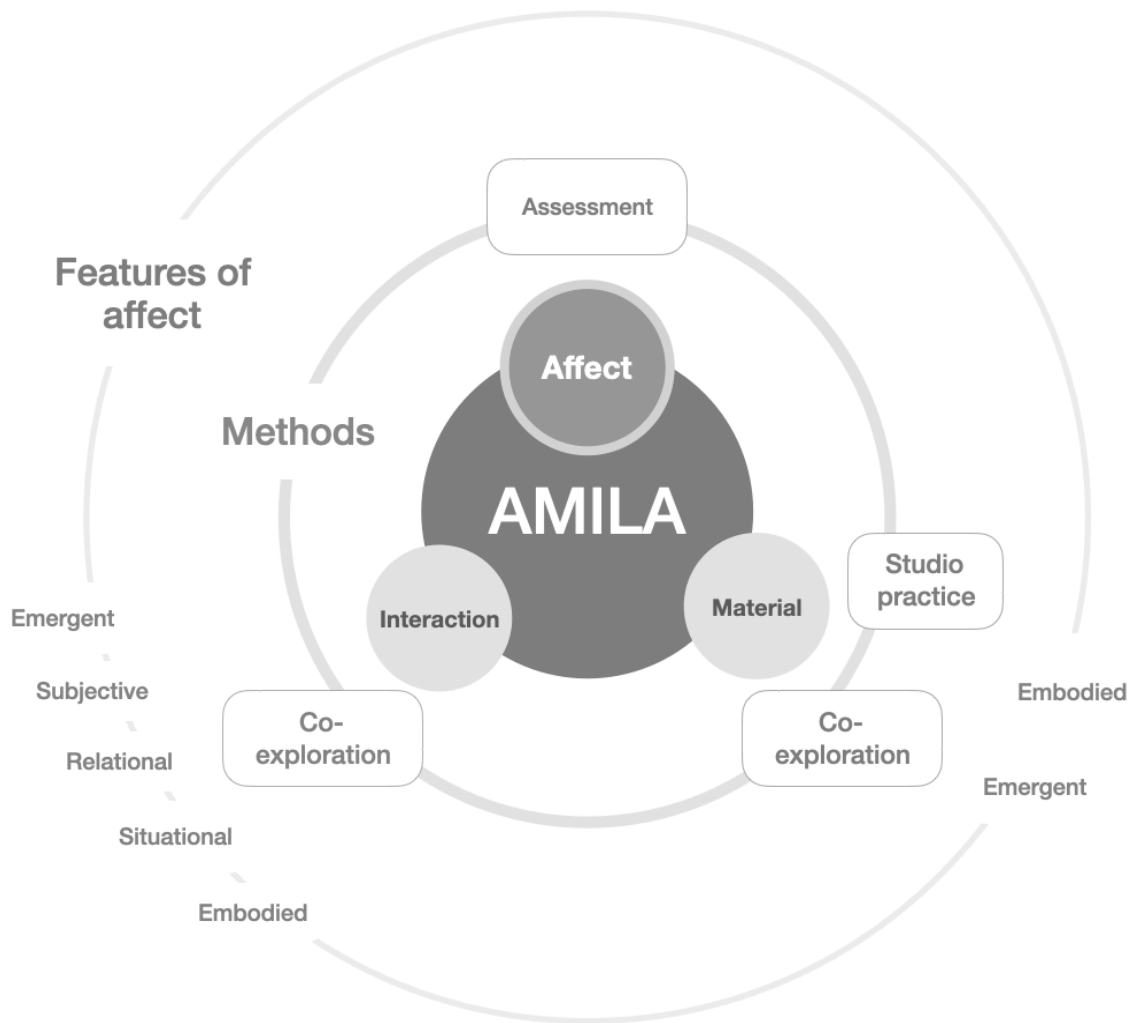 Assessment
Features of
affect
Affect
Methods
AMILA
Studio
practice
Interaction
Material
Emergent
Subjective
Relational
Situational
Embodied
Co-
exploration
Co-
exploration
Embodied
Emergent